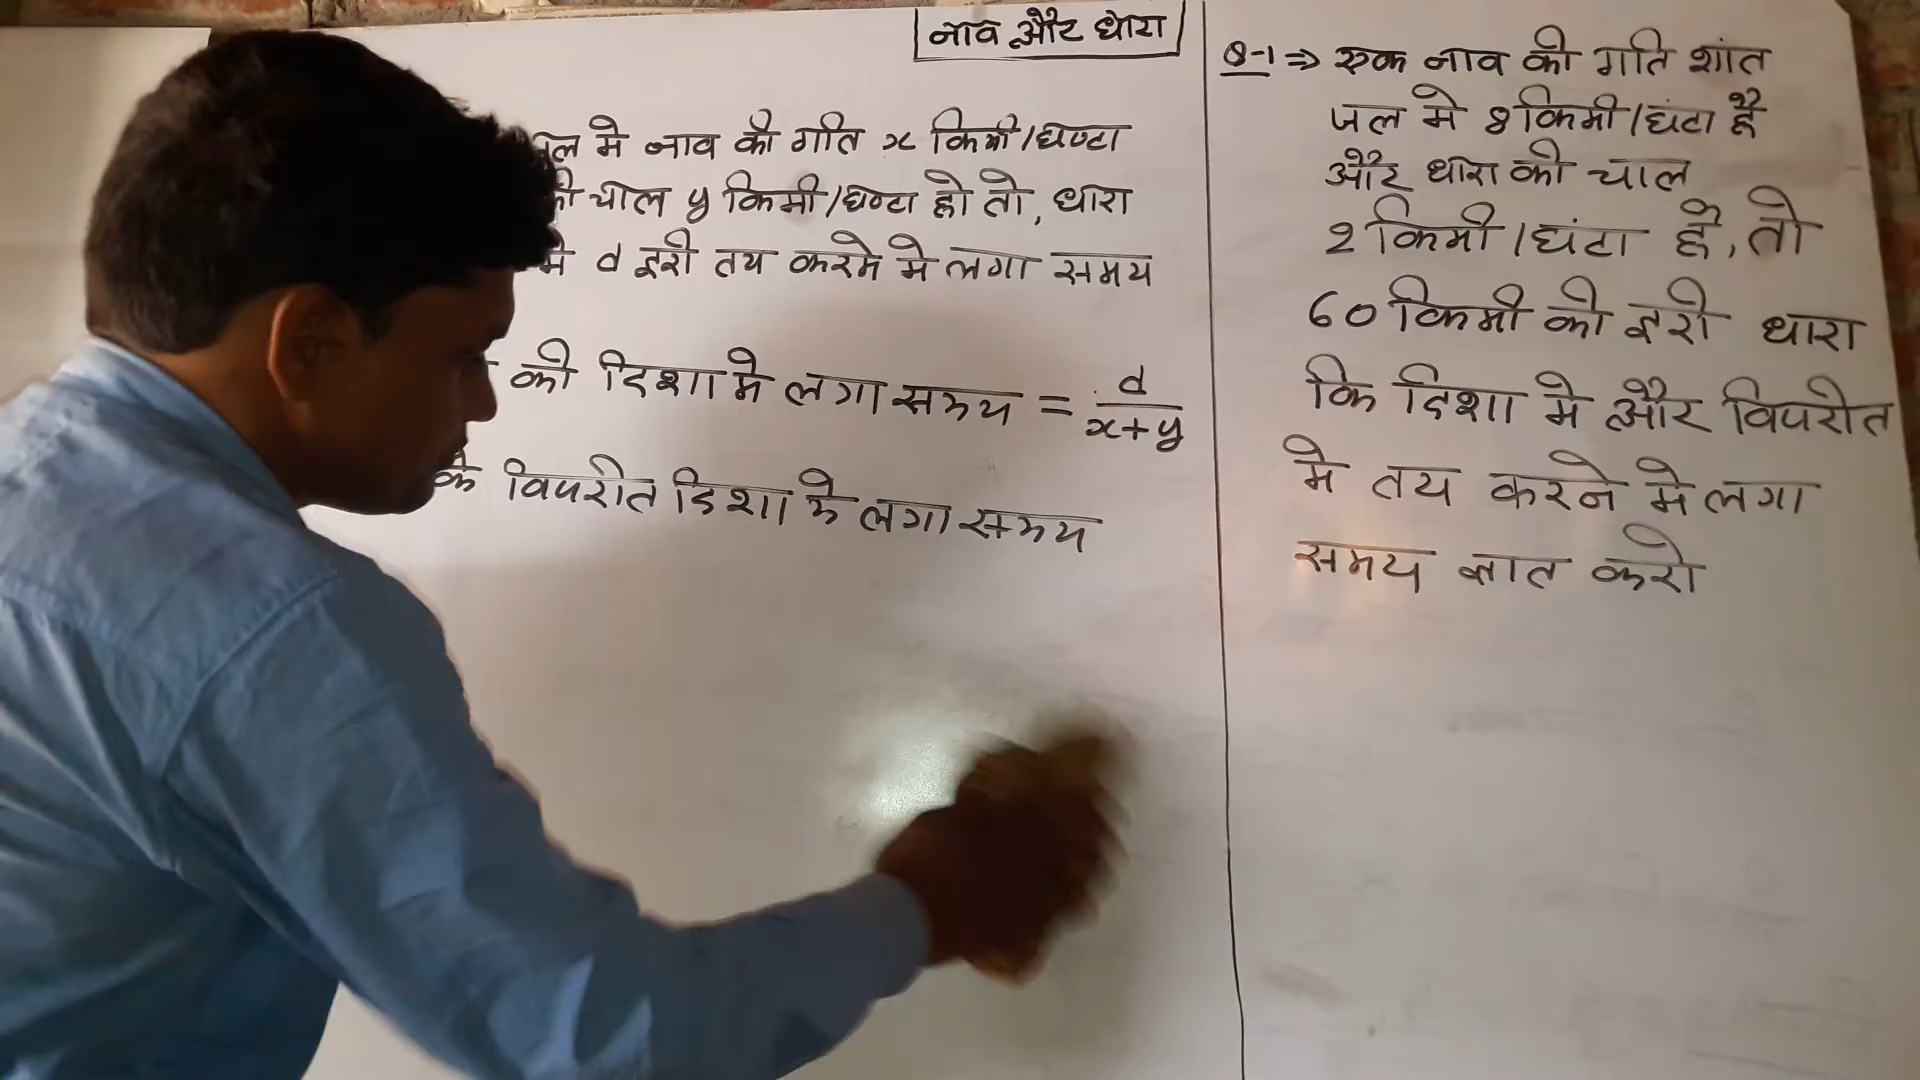 नाव और धारा
में नाव की गति x किमी/घण्टा
चाल y किमी/घण्टा हो तो, धारा
मे d दूरी तय करने मे लगा समय
की दिशा मे लगा समय = d/x+y
के विपरीत दिशा मे लगा समय
Q-1 ⇒ एक नाव की गति शांत
जल मे 8 किमी/घंटा है
और धारा की चाल
2 किमी/घंटा है, तो
60 किमी की दूरी धारा
कि दिशा मे और विपरीत
मे तय करने मे लगा
समय ज्ञात करो